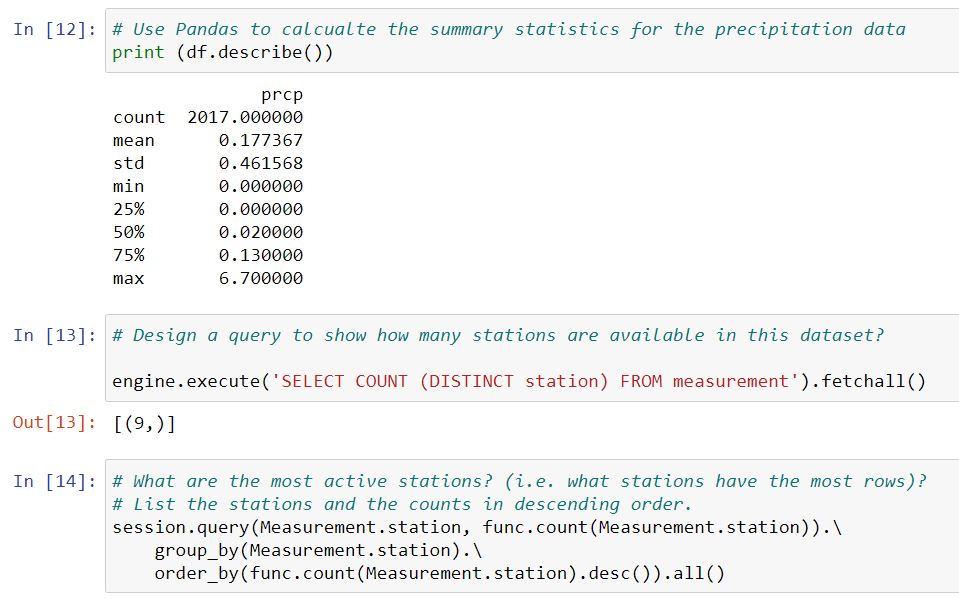 In [12]: # Use Pandas to calcualte the summary statistics for the precipitation data
print (df.describe())
prcp
count 2017.000000
mean 0.177367
std 0.461568
min 0.000000
25% 0.000000
50% 0.020000
75% 0.130000
max 6.700000
In [13]: # Design a query to show how many stations are available in this dataset?
engine.execute('SELECT COUNT (DISTINCT station) FROM measurement').fetchall()
Out[13]: [(9,)]
In [14]: # What are the most active stations? (i.e. what stations have the most rows)?
# List the stations and the counts in descending order.
session.query(Measurement.station, func.count(Measurement.station)).\
group_by(Measurement.station).\
order_by(func.count(Measurement.station).desc()).all()